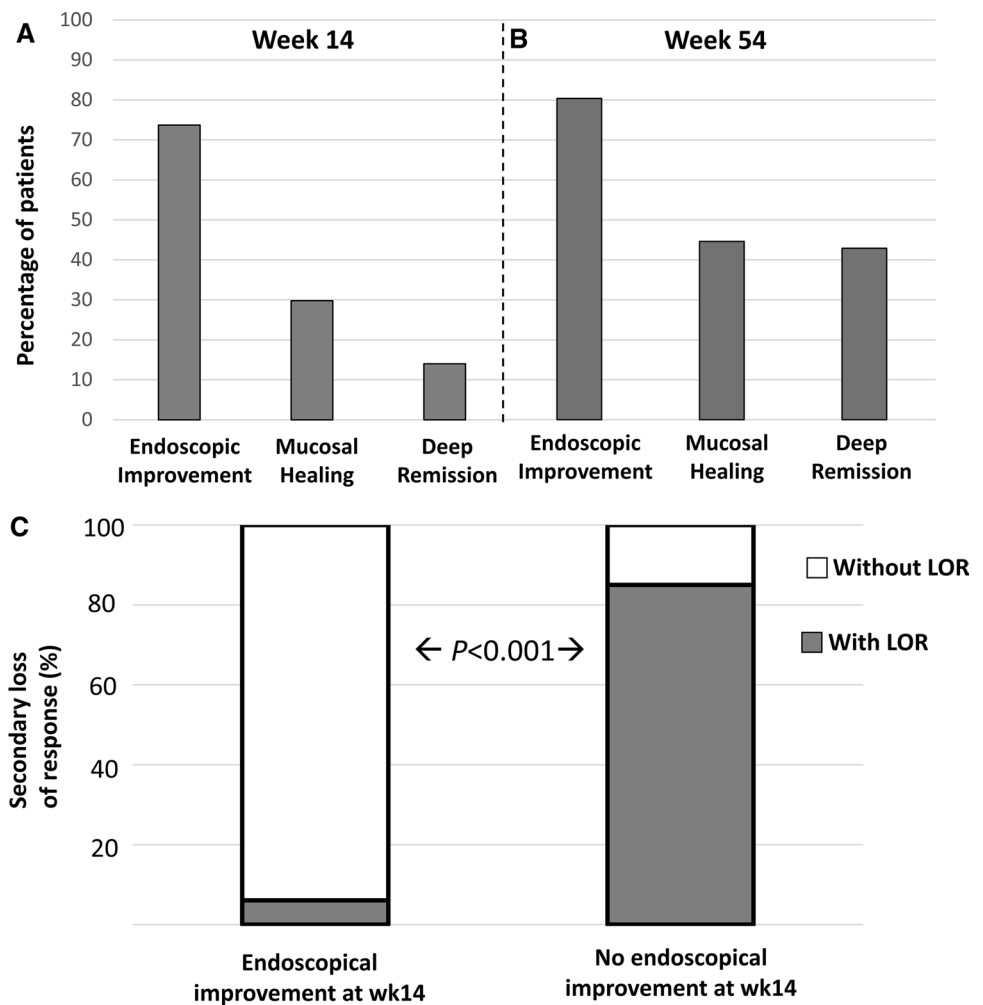 A
Week 14
B
Week 54
Percentage of patients
100
90
80
70
60
50
40
30
20
10
0
Endoscopic
Improvement
Mucosal
Healing
Deep
Remission
Endoscopic
Improvement
Mucosal
Healing
Deep
Remission
C
Secondary loss
of response (%)
100
80
60
40
20
← P<0.001→
Without LOR
With LOR
Endoscopical
improvement at wk14
No endoscopical
improvement at wk14